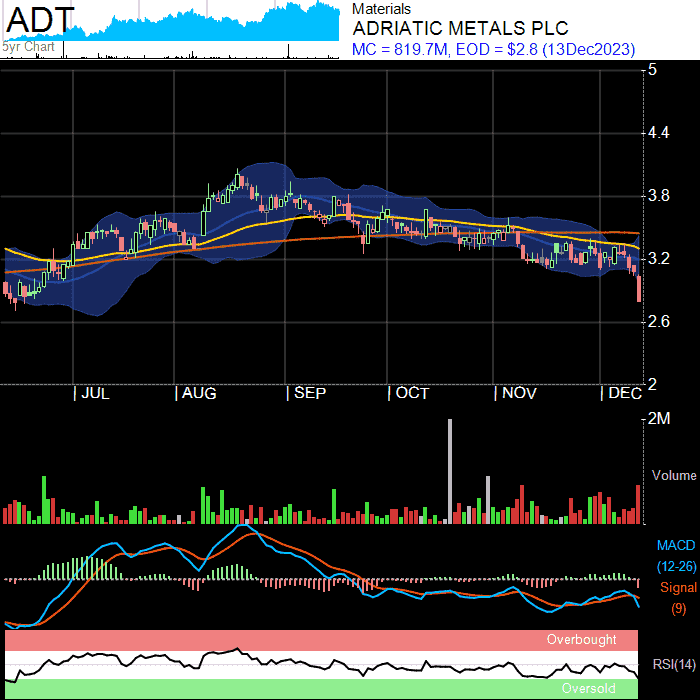 ADT
5yr Chart
Materials
ADRIATIC METALS PLC
MC = 819.7M, EOD = $2.8 (13Dec2023)
5
4.4
3.8
3.2
2.6
2
| JUL | AUG | SEP | OCT | NOV | DEC
2M
Volume
MACD
(12-26)
Signal
(9)
Overbought
RSI(14)
Oversold